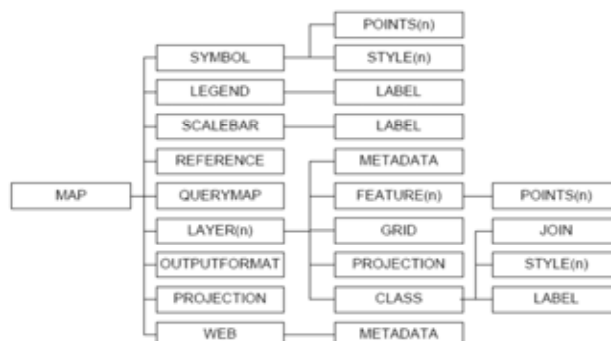 POINTS(n)
SYMBOL STYLE(n)
LEGEND LABEL
SCALEBAR LABEL
REFERENCE METADATA
MAP QUERYMAP FEATURE(n) POINTS(n)
LAYER(n) GRID JOIN
OUTPUTFORMAT PROJECTION STYLE(n)
PROJECTION CLASS LABEL
WEB METADATA